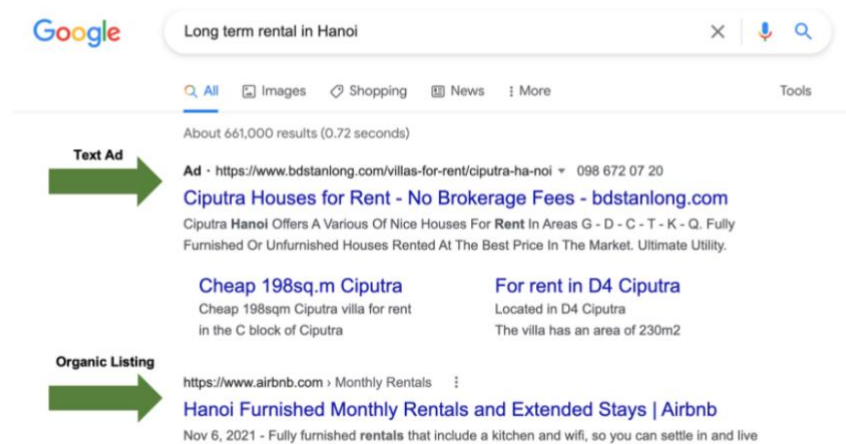 Google
Long term rental in Hanoi
All Images Shopping News More Tools
About 661,000 results (0.72 seconds)
Text Ad
Ad · https://www.bdstanlong.com/villas-for-rent/ciputra-ha-noi 098 672 07 20
Ciputra Houses for Rent - No Brokerage Fees - bdstanlong.com
Ciputra Hanoi Offers A Various Of Nice Houses For Rent In Areas G - D - C - T - K - Q. Fully
Furnished Or Unfurnished Houses Rented At The Best Price In The Market. Ultimate Utility.
Cheap 198sq.m Ciputra
Cheap 198sqm Ciputra villa for rent
in the C block of Ciputra
For rent in D4 Ciputra
Located in D4 Ciputra
The villa has an area of 230m2
Organic Listing
https://www.airbnb.com › Monthly Rentals
Hanoi Furnished Monthly Rentals and Extended Stays | Airbnb
Nov 6, 2021 - Fully furnished rentals that include a kitchen and wifi, so you can settle in and live